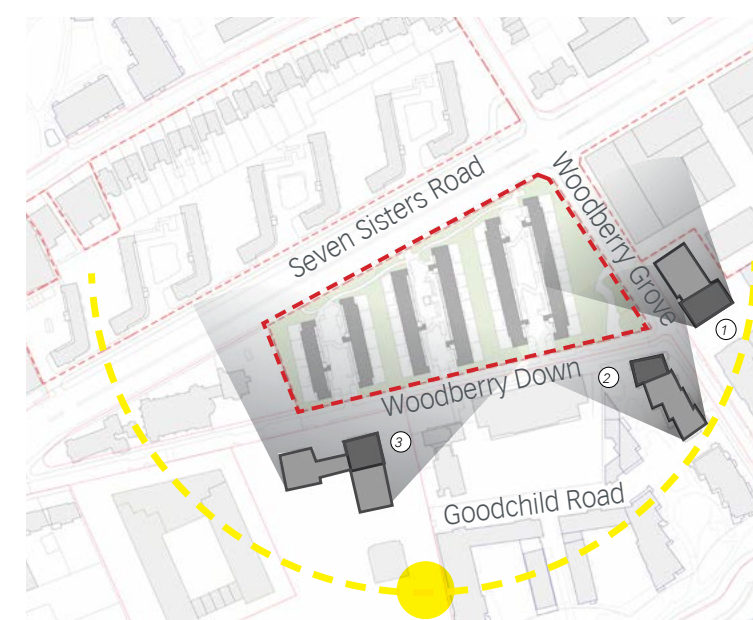 Seven Sisters Road
Woodberry Grove
1
2
Woodberry Down
3
Goodchild Road